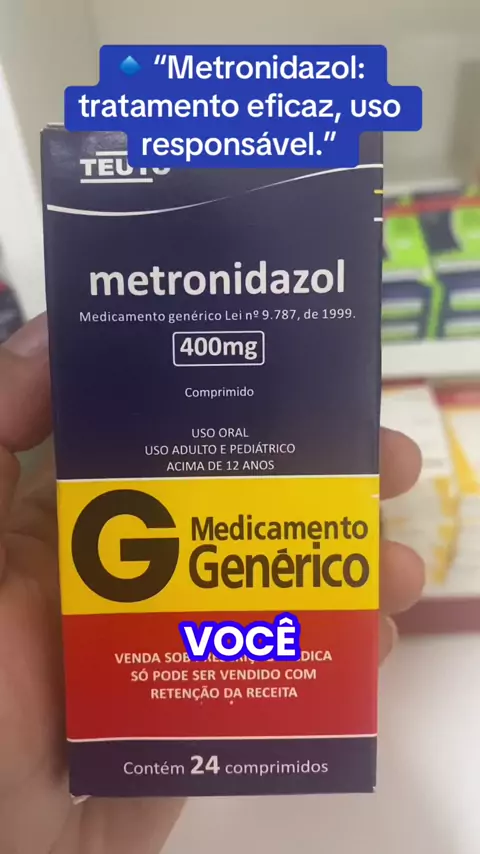 🔹 “Metronidazol:
tratamento eficaz, uso
responsável.”
metronidazol
Medicamento genérico Lei nº 9.787, de 1999.
400mg
Comprimido
USO ORAL
USO ADULTO E PEDIÁTRICO
ACIMA DE 12 ANOS
G Medicamento
Genérico
VOCÊ
VENDA SOB
SÓ PODE SER VENDIDO COM
RETENÇÃO DA RECEITA
Contém 24 comprimidos